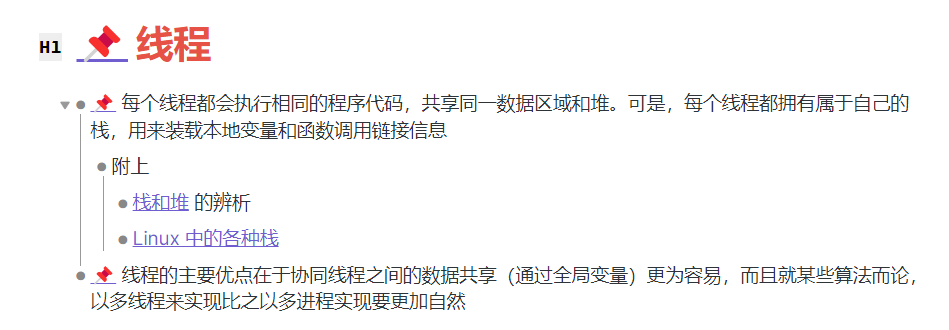 H1 📌 线程
📌 每个线程都会执行相同的程序代码，共享同一数据区域和堆。可是，每个线程都拥有属于自己的
栈，用来装载本地变量和函数调用链接信息
附上
栈和堆 的辨析
Linux 中的各种栈
📌 线程的主要优点在于协同线程之间的数据共享（通过全局变量）更为容易，而且就某些算法而论，
以多线程来实现比之以多进程实现要更加自然